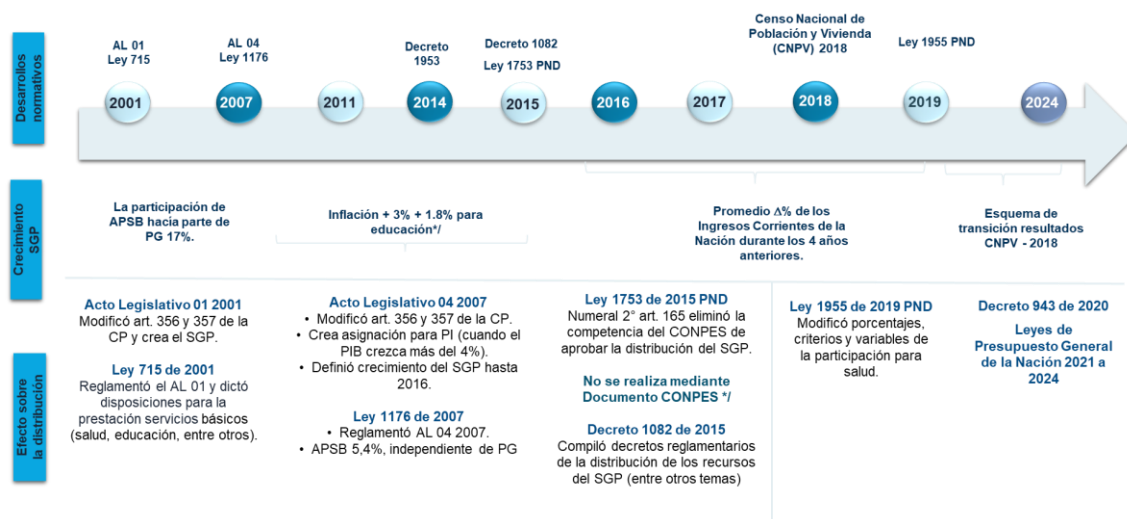 Desarrollos
normativos
AL 01
Ley 715
AL 04
Ley 1176
Decreto
1953
Decreto 1082
Ley 1753 PND
Censo Nacional de
Población y Vivienda
(CNPV) 2018
Ley 1955 PND
2001
2007
2011
2014
2015
2016
2017
2018
2019
2024
Crecimiento
SGP
La participación de
APSB hacía parte de
PG 17%.
Inflación + 3% + 1.8% para
educación*/
Promedio Δ% de los
Ingresos Corrientes de la
Nación durante los 4 años
anteriores.
Esquema de
transición resultados
CNPV - 2018
Efecto sobre
la distribución
Acto Legislativo 01 2001
Modificó art. 356 y 357 de la
CP y crea el SGP.
Ley 715 de 2001
Reglamentó el AL 01 y dictó
disposiciones para la
prestación servicios básicos
(salud, educación, entre otros).
Acto Legislativo 04 2007
• Modificó art. 356 y 357 de la CP.
• Crea asignación para PI (cuando el
PIB crezca más del 4%).
• Definió crecimiento del SGP hasta
2016.
Ley 1176 de 2007
• Reglamentó AL 04 2007.
• APSB 5,4%, independiente de PG
Ley 1753 de 2015 PND
Numeral 2° art. 165 eliminó la
competencia del CONPES de
aprobar la distribución del SGP.
No se realiza mediante
Documento CONPES */
Decreto 1082 de 2015
Compiló decretos reglamentarios
de la distribución de los recursos
del SGP (entre otros temas)
Ley 1955 de 2019 PND
Modificó porcentajes,
criterios y variables de
la participación para
salud.
Decreto 943 de 2020
Leyes de
Presupuesto General
de la Nación 2021 a
2024